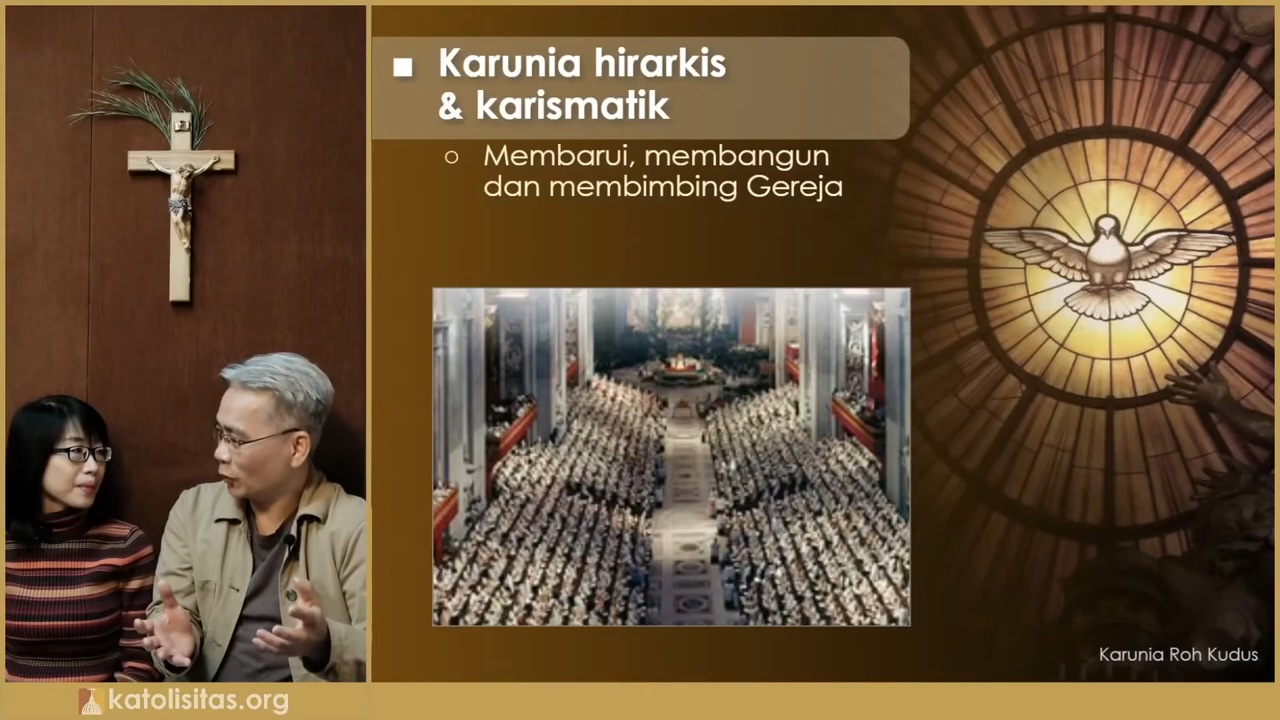 ■ Karunia hirarkis
& karismatik
○ Membarui, membangun
dan membimbing Gereja
Karunia Roh Kudus
katolisitas.org